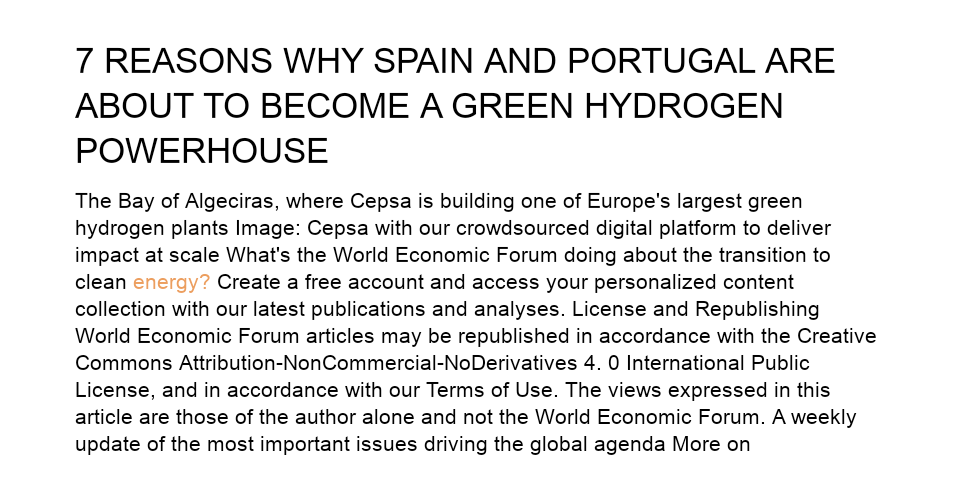 7 REASONS WHY SPAIN AND PORTUGAL ARE
ABOUT TO BECOME A GREEN HYDROGEN
POWERHOUSE
The Bay of Algeciras, where Cepsa is building one of Europe's largest green
hydrogen plants Image: Cepsa with our crowdsourced digital platform to deliver
impact at scale What's the World Economic Forum doing about the transition to
clean energy? Create a free account and access your personalized content
collection with our latest publications and analyses. License and Republishing
World Economic Forum articles may be republished in accordance with the Creative
Commons Attribution-NonCommercial-NoDerivatives 4. 0 International Public
License, and in accordance with our Terms of Use. The views expressed in this
article are those of the author alone and not the World Economic Forum. A weekly
update of the most important issues driving the global agenda More on